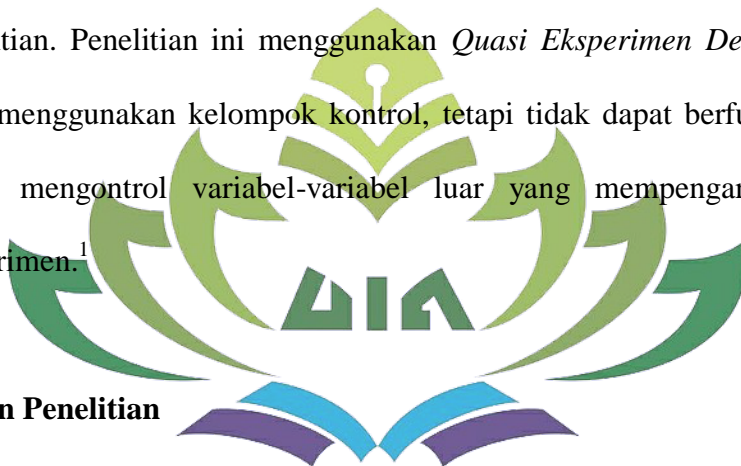 tian. Penelitian ini menggunakan Quasi Eksperimen De
menggunakan kelompok kontrol, tetapi tidak dapat berfu
mengontrol variabel-variabel luar yang mempengar
rimen.1
UIN
n Penelitian